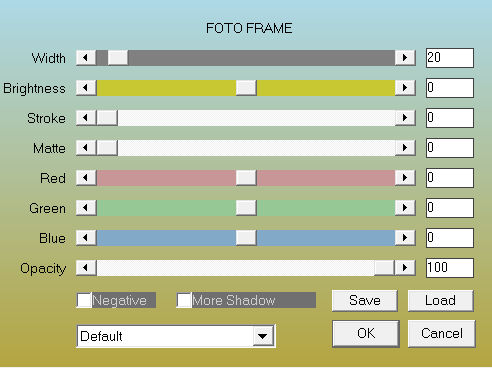 FOTO FRAME
Width 20
Brightness 0
Stroke 0
Matte 0
Red 0
Green 0
Blue 0
Opacity 100
Negative More Shadow Save Load
Default OK Cancel